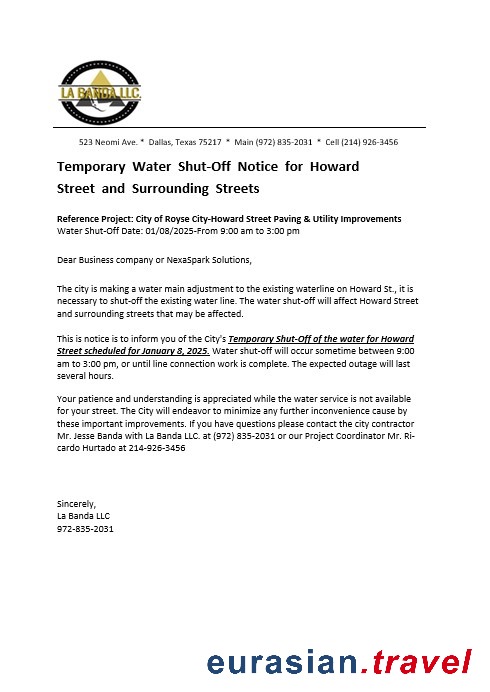 LA BANDA LLC.
523 Neomi Ave. * Dallas, Texas 75217 * Main (972) 835-2031 * Cell (214) 926-3456
Temporary Water Shut-Off Notice for Howard
Street and Surrounding Streets
Reference Project: City of Royse City-Howard Street Paving & Utility Improvements
Water Shut-Off Date: 01/08/2025-From 9:00 am to 3:00 pm
Dear Business company or NexaSpark Solutions,
The city is making a water main adjustment to the existing waterline on Howard St., it is
necessary to shut-off the existing water line. The water shut-off will affect Howard Street
and surrounding streets that may be affected.
This is notice is to inform you of the City's Temporary Shut-Off of the water for Howard
Street scheduled for January 8, 2025. Water shut-off will occur sometime between 9:00
am to 3:00 pm, or until line connection work is complete. The expected outage will last
several hours.
Your patience and understanding is appreciated while the water service is not available
for your street. The City will endeavor to minimize any further inconvenience cause by
these important improvements. If you have questions please contact the city contractor
Mr. Jesse Banda with La Banda LLC. at (972) 835-2031 or our Project Coordinator Mr. Ri-
cardo Hurtado at 214-926-3456
Sincerely,
La Banda LLC
972-835-2031
eurasian.travel